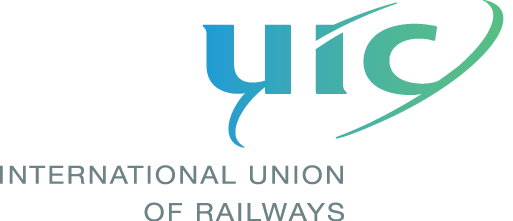 uic
INTERNATIONAL UNION
OF RAILWAYS